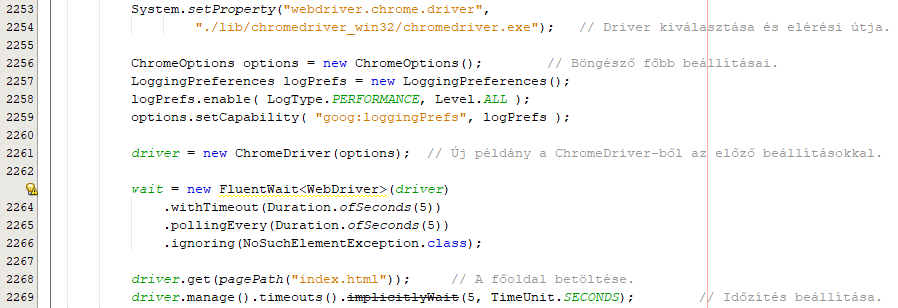 2253 System.setProperty("webdriver.chrome.driver",
2254 "./lib/chromedriver_win32/chromedriver.exe"); // Driver kiválasztása és elérési útja.
2255
2256 ChromeOptions options = new ChromeOptions(); // Böngésző főbb beállításai.
2257 LoggingPreferences logPrefs = new LoggingPreferences();
2258 logPrefs.enable( LogType.PERFORMANCE, Level.ALL );
2259 options.setCapability( "goog:loggingPrefs", logPrefs );
2260
2261 driver = new ChromeDriver(options); // Új példány a ChromeDriver-ből az előző beállításokkal.
2262
wait = new FluentWait<WebDriver>(driver)
2264 .withTimeout(Duration.ofSeconds(5))
2265 .pollingEvery(Duration.ofSeconds(5))
2266 .ignoring(NoSuchElementException.class);
2267
2268 driver.get(pagePath("index.html")); // A főoldal betöltése.
2269 driver.manage().timeouts().implicitlyWait(5, TimeUnit.SECONDS); // Időzítés beállítása.